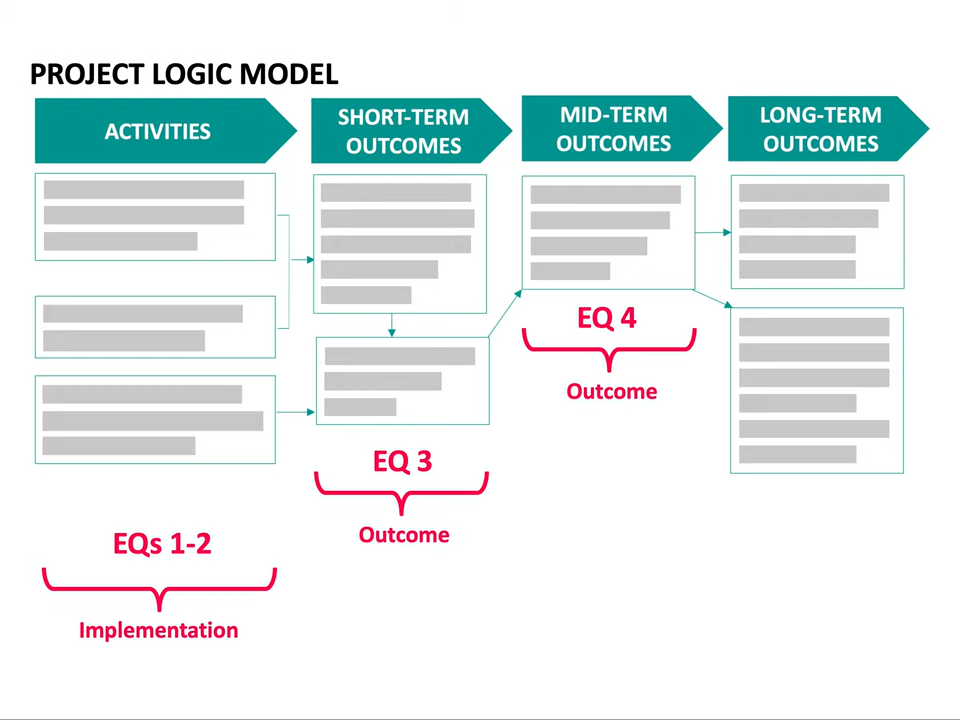 PROJECT LOGIC MODEL
ACTIVITIES
SHORT-TERM
OUTCOMES
MID-TERM
OUTCOMES
LONG-TERM
OUTCOMES
EQ 4
Outcome
EQ 3
Outcome
EQs 1-2
Implementation